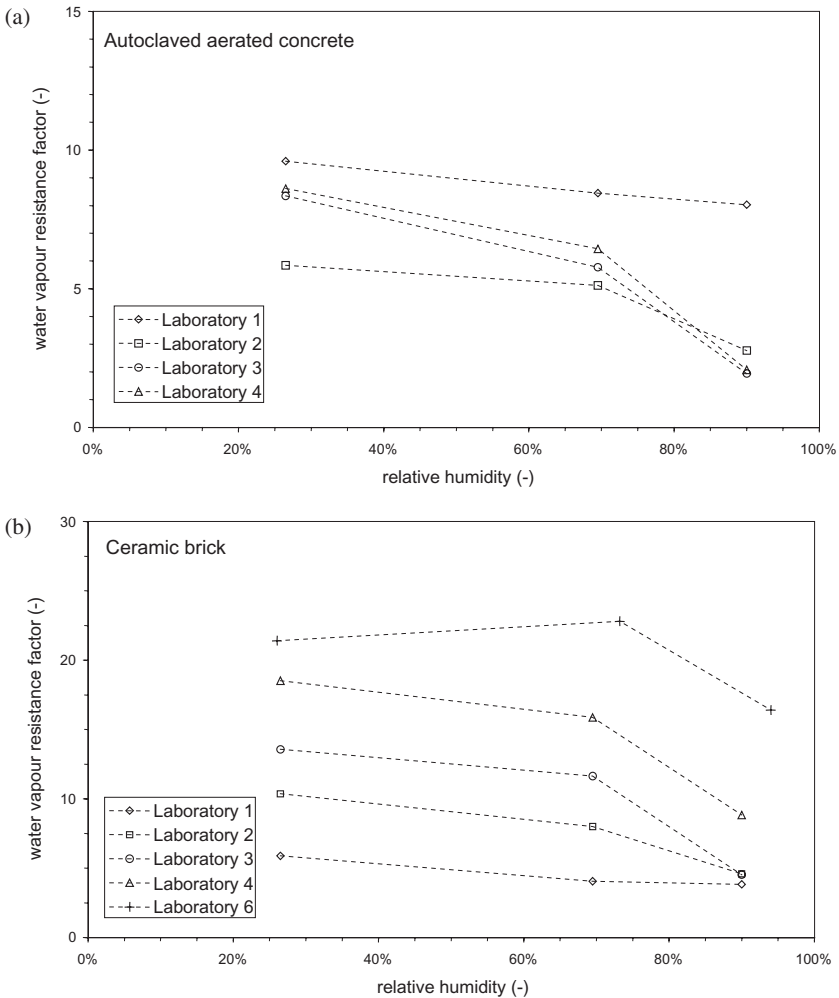 (a)
Autoclaved aerated concrete
water vapour resistance factor (-)
15
10
5
0
Laboratory 1
Laboratory 2
Laboratory 3
Laboratory 4
0% 20% 40% 60% 80% 100%
relative humidity (-)
(b)
Ceramic brick
water vapour resistance factor (-)
30
20
10
0
Laboratory 1
Laboratory 2
Laboratory 3
Laboratory 4
Laboratory 6
0% 20% 40% 60% 80% 100%
relative humidity (-)